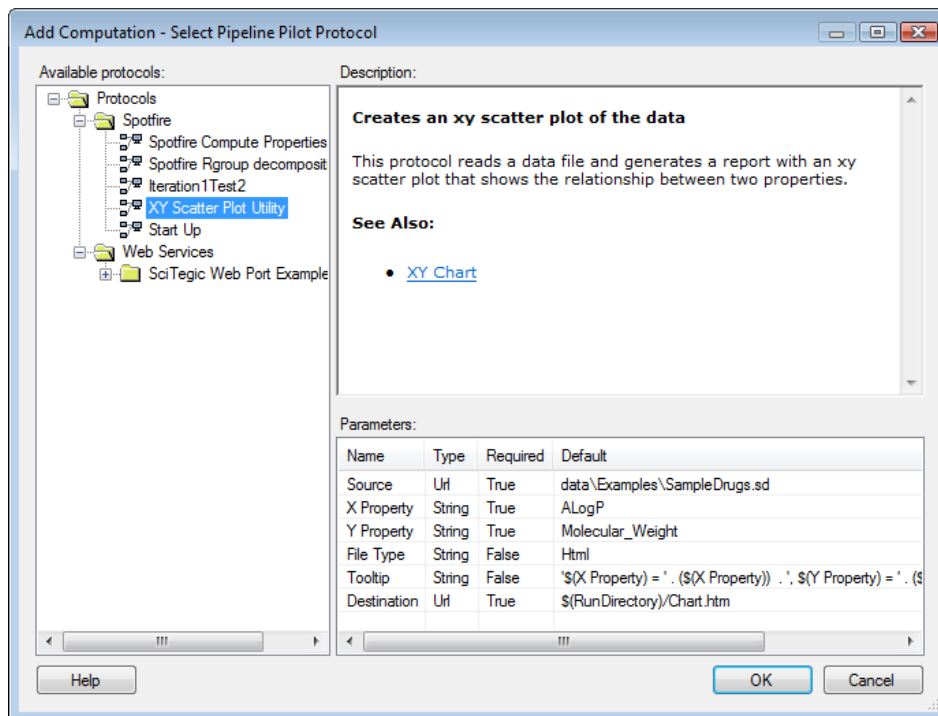 Add Computation - Select Pipeline Pilot Protocol
Available protocols:
Protocols
Spotfire
Spotfire Compute Properties
Spotfire Rgroup decomposit
Iteration1Test2
XY Scatter Plot Utility
Start Up
Web Services
SciTegic Web Port Example
Description:
Creates an xy scatter plot of the data
This protocol reads a data file and generates a report with an xy
scatter plot that shows the relationship between two properties.
See Also:
• XY Chart
Parameters:
Name Type Required Default
Source Url True data\Examples\SampleDrugs.sd
X Property String True ALogP
Y Property String True Molecular_Weight
File Type String False Html
Tooltip String False '$(X Property) = ' . ($(X Property)) . ', $(Y Property) = ' . ($
Destination Url True $(RunDirectory)/Chart.htm
Help OK Cancel